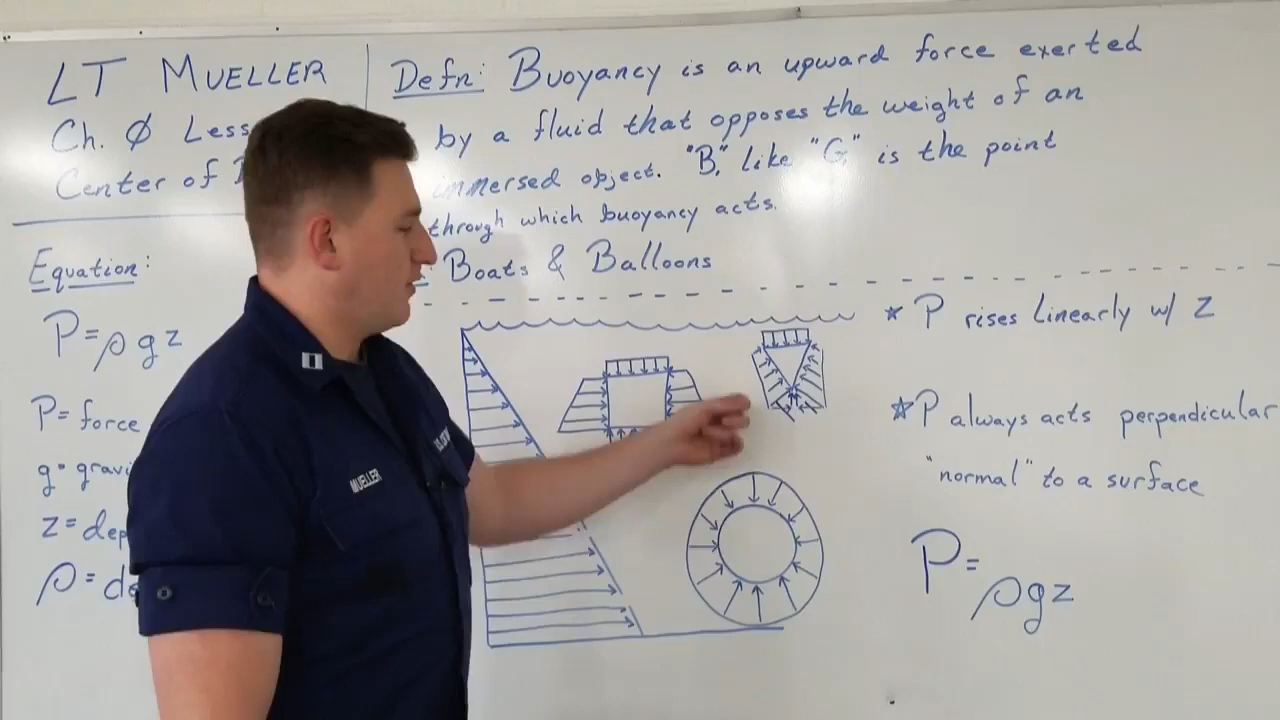 LT MUELLER
Ch. Ø Less
Center of
Defn: Buoyancy is an upward force exerted
by a fluid that opposes the weight of an
immersed object. "B," like "G," is the point
through which buoyancy acts.
Boats & Balloons
Equation:
P = ρgz
P = force
g = gravi
z = dep
ρ = de
* P rises linearly w/ z
* P always acts perpendicular
"normal" to a surface
P = ρgz
MUELLER